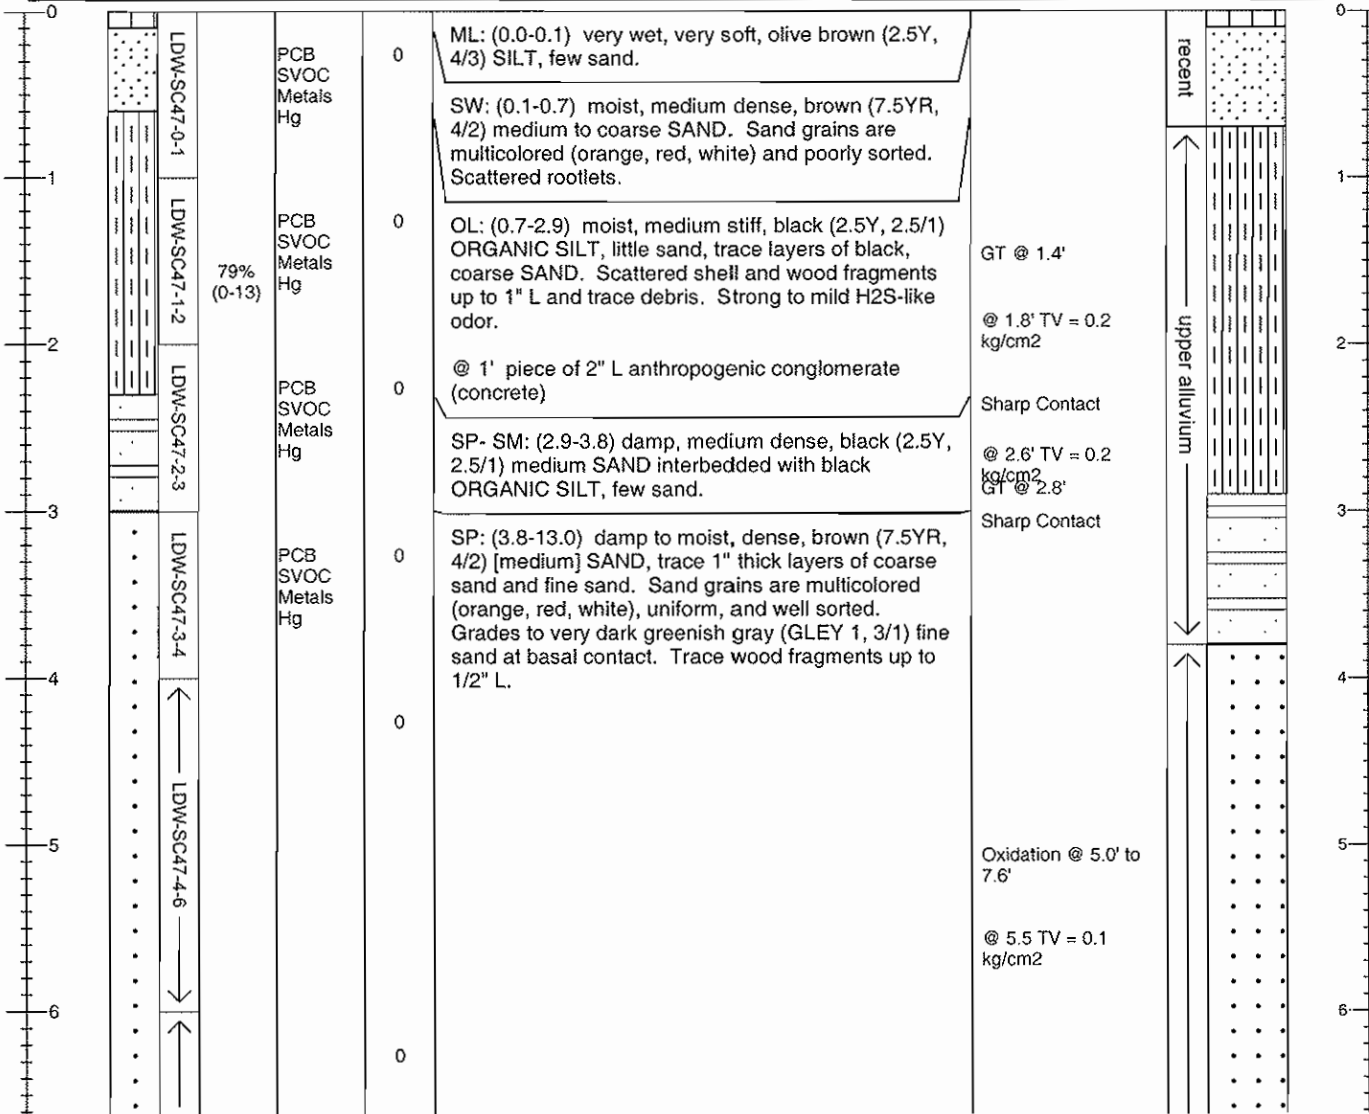 0
0
ML: (0.0-0.1) very wet, very soft, olive brown (2.5Y,
4/3) SILT, few sand.
LDW-SC47-0-1
PCB
SVOC
Metals
Hg
0
recent
SW: (0.1-0.7) moist, medium dense, brown (7.5YR,
4/2) medium to coarse SAND. Sand grains are
multicolored (orange, red, white) and poorly sorted.
Scattered rootlets.
1
1
LDW-SC47-1-2
79%
(0-13)
PCB
SVOC
Metals
Hg
0
OL: (0.7-2.9) moist, medium stiff, black (2.5Y, 2.5/1)
ORGANIC SILT, little sand, trace layers of black,
coarse SAND. Scattered shell and wood fragments
up to 1" L and trace debris. Strong to mild H2S-like
odor.
@ 1' piece of 2" L anthropogenic conglomerate
(concrete)
GT @ 1.4'
@ 1.8' TV = 0.2
kg/cm2
upper alluvium
2
2
LDW-SC47-2-3
PCB
SVOC
Metals
Hg
0
Sharp Contact
SP- SM: (2.9-3.8) damp, medium dense, black (2.5Y,
2.5/1) medium SAND interbedded with black
ORGANIC SILT, few sand.
@ 2.6' TV = 0.2
kg/cm2
GT @ 2.8'
3
3
Sharp Contact
LDW-SC47-3-4
PCB
SVOC
Metals
Hg
0
SP: (3.8-13.0) damp to moist, dense, brown (7.5YR,
4/2) [medium] SAND, trace 1" thick layers of coarse
sand and fine sand. Sand grains are multicolored
(orange, red, white), uniform, and well sorted.
Grades to very dark greenish gray (GLEY 1, 3/1) fine
sand at basal contact. Trace wood fragments up to
1/2" L.
4
4
0
LDW-SC47-4-6
5
5
Oxidation @ 5.0' to
7.6'
@ 5.5 TV = 0.1
kg/cm2
6
6
0